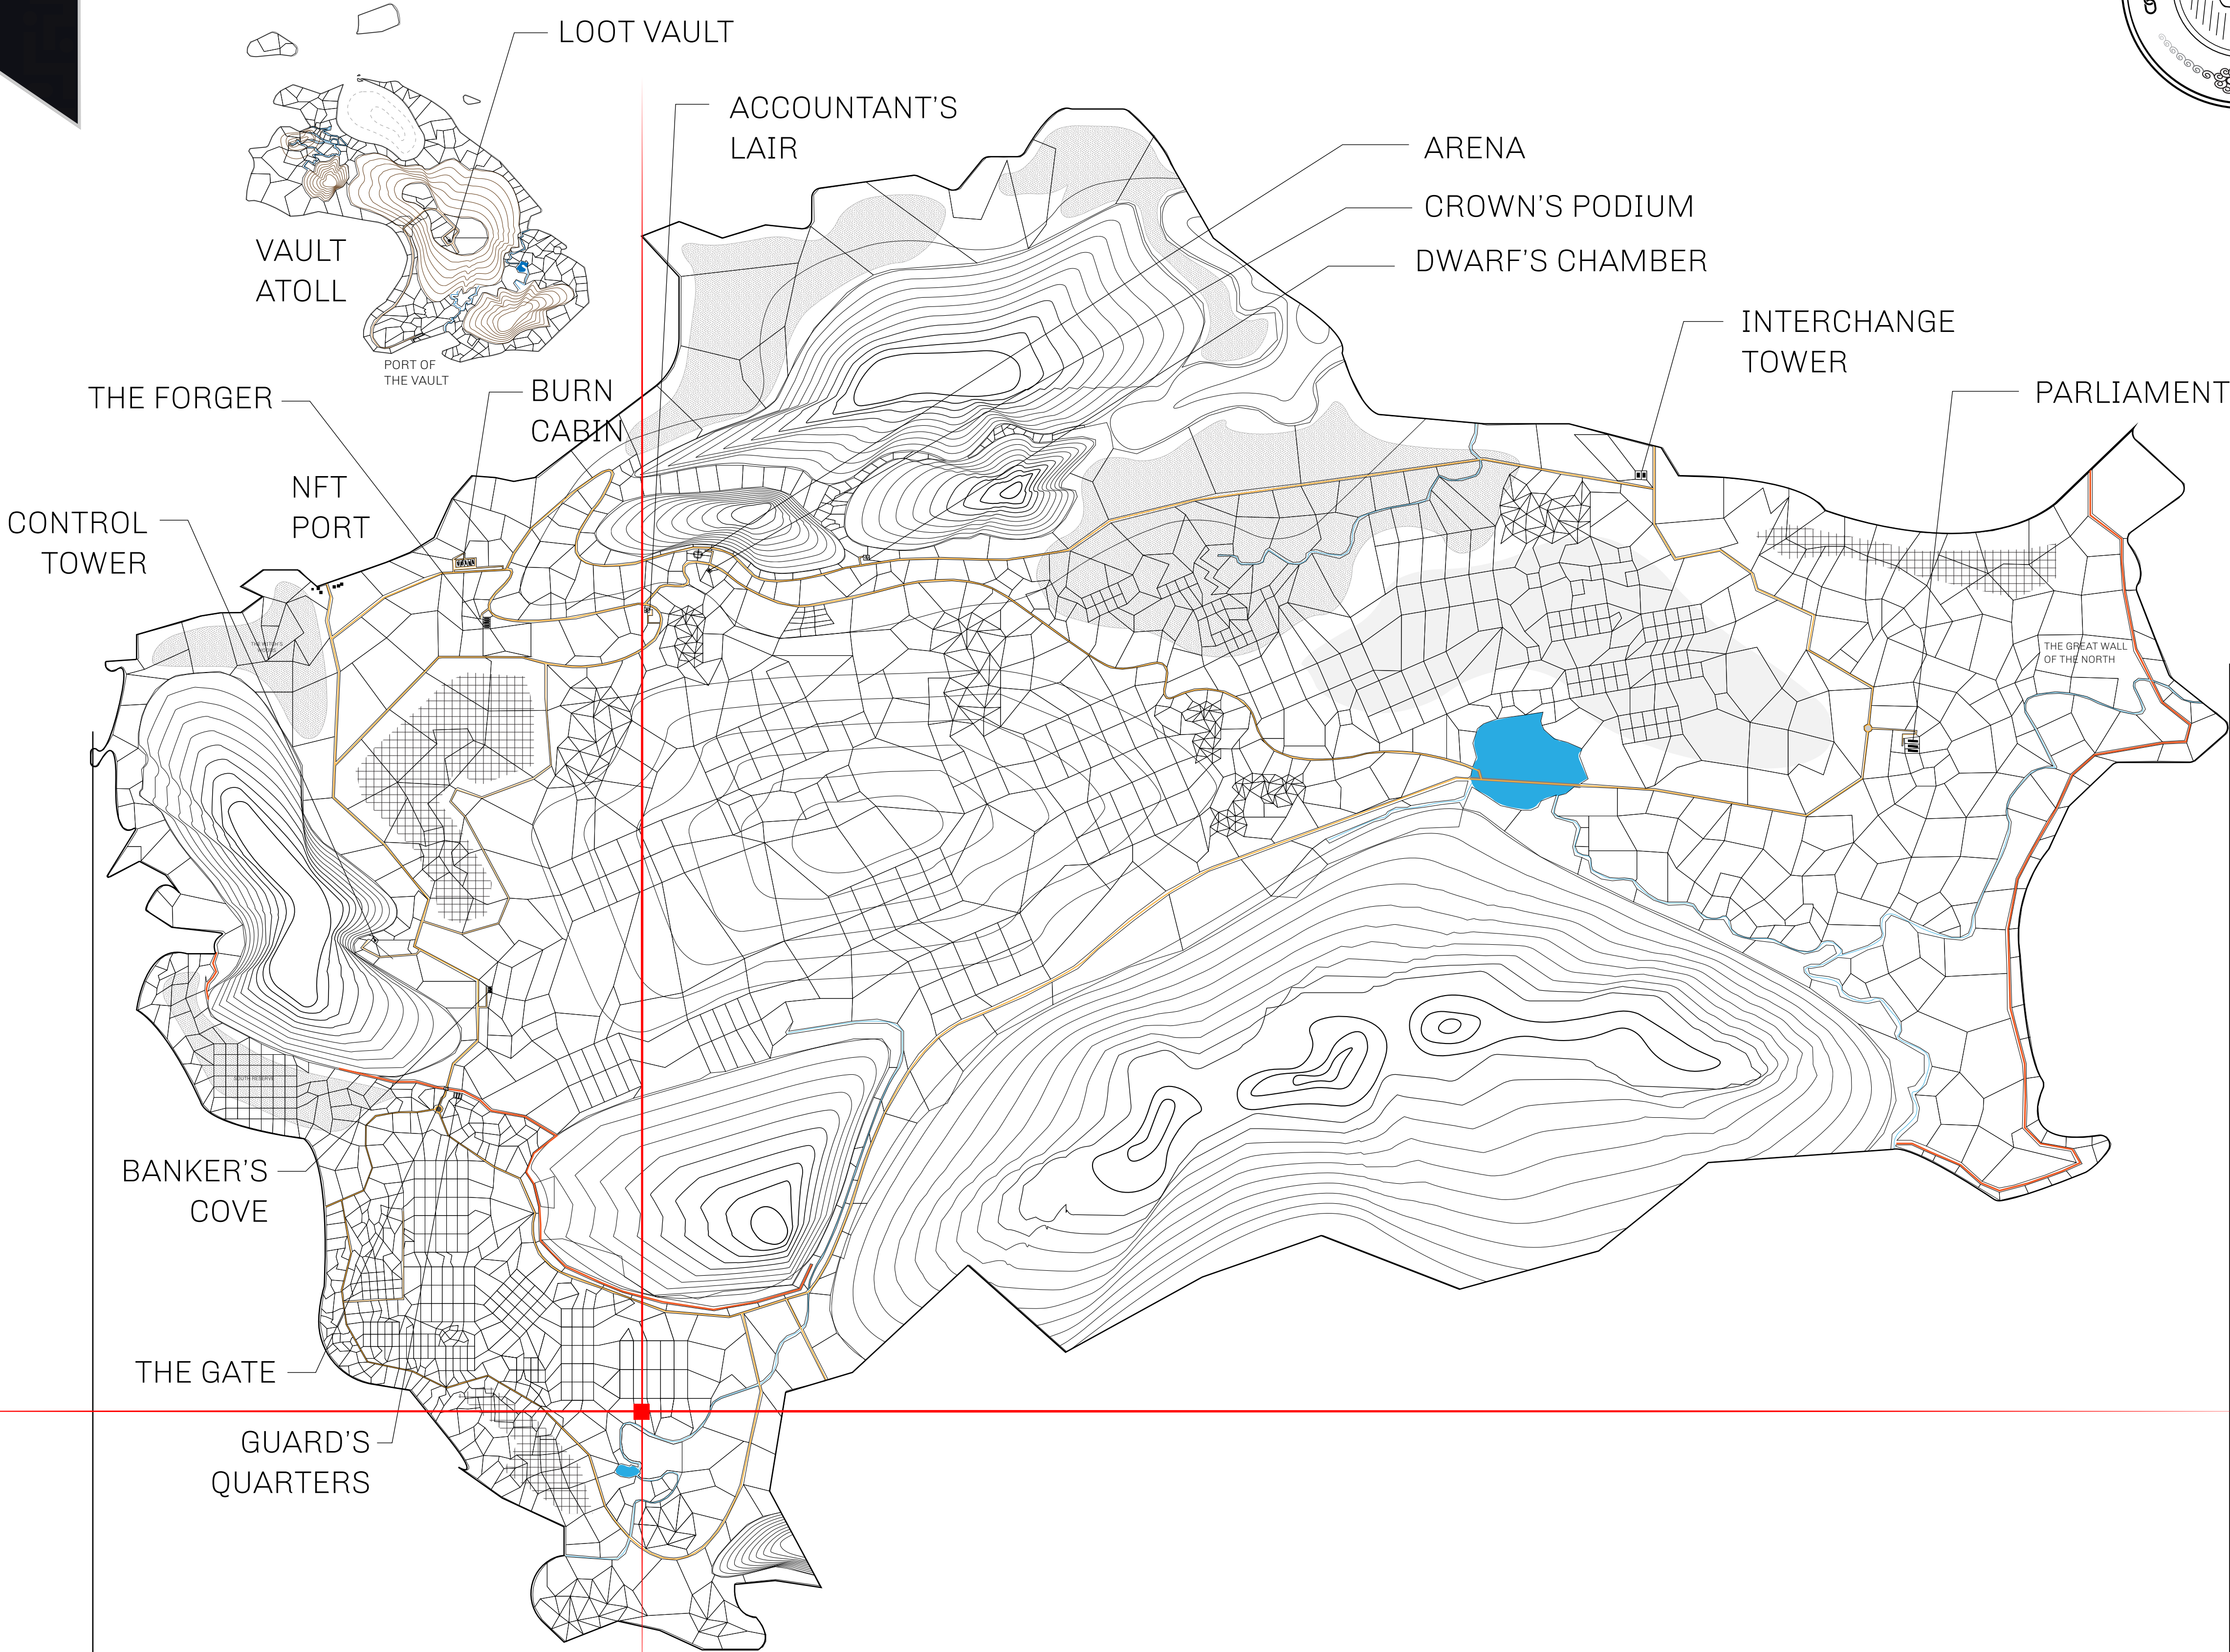 LOOT VAULT
ACCOUNTANT'S
LAIR
ARENA
CROWN'S PODIUM
DWARF'S CHAMBER
VAULT
ATOLL
INTERCHANGE
TOWER
PORT OF
THE VAULT
THE FORGER
BURN
CABIN
PARLIAMENT
NFT
PORT
CONTROL
TOWER
THE GREAT WALL
OF THE NORTH
SOUTH RESERVE
BANKER'S
COVE
THE GATE
GUARD'S
QUARTERS